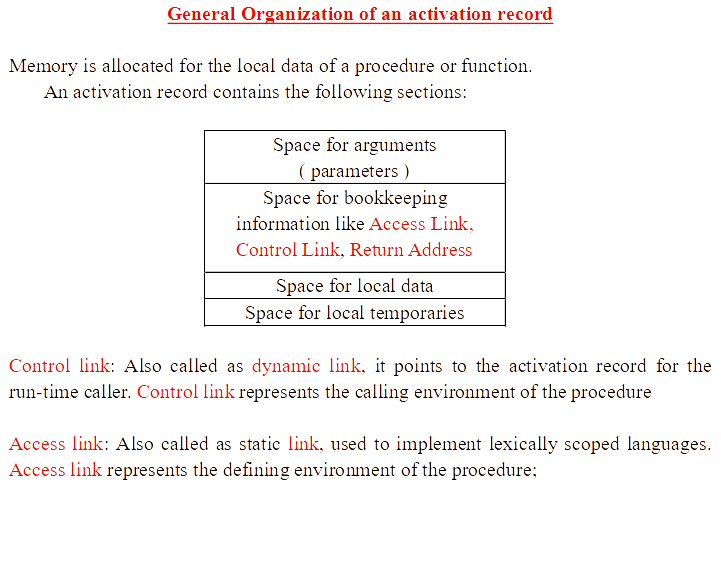 General Organization of an activation record
Memory is allocated for the local data of a procedure or function.
An activation record contains the following sections:
Space for arguments
( parameters )
Space for bookkeeping
information like Access Link,
Control Link, Return Address
Space for local data
Space for local temporaries
Control link: Also called as dynamic link, it points to the activation record for the
run-time caller. Control link represents the calling environment of the procedure
Access link: Also called as static link, used to implement lexically scoped languages.
Access link represents the defining environment of the procedure;